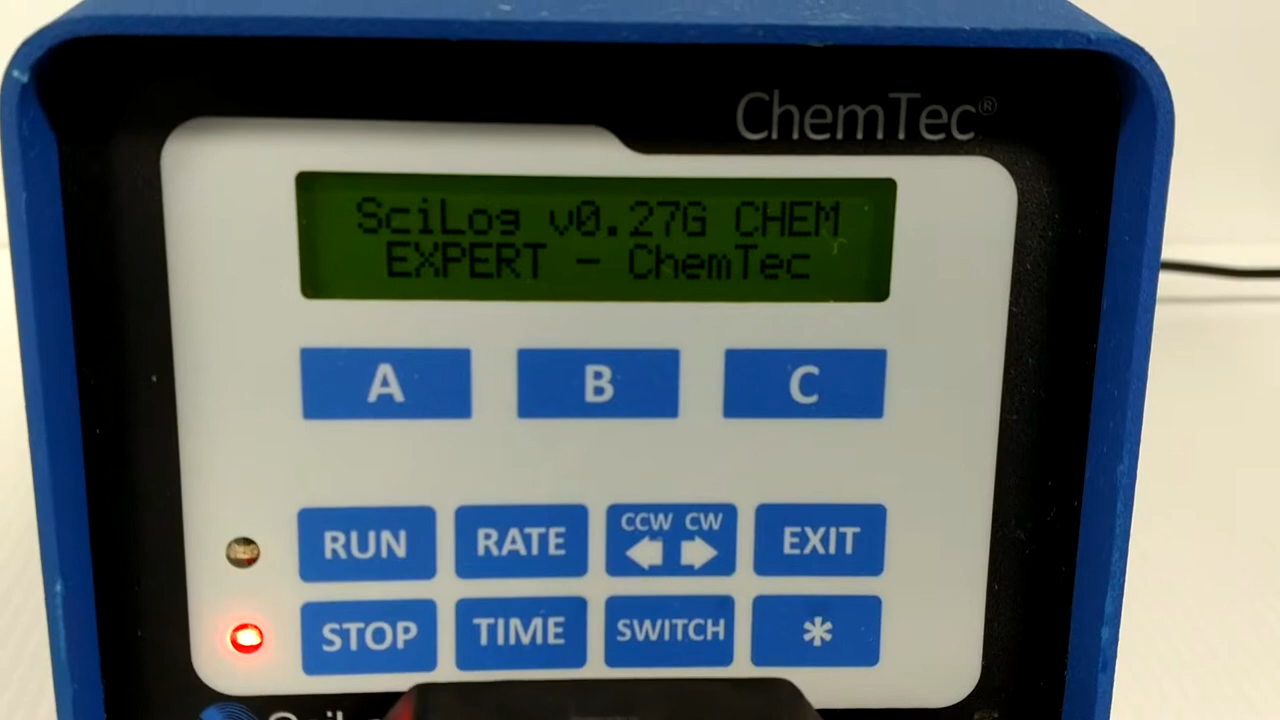 ChemTec®
SciLog v0.27G CHEM
EXPERT - ChemTec
A B C
RUN RATE CCW CW EXIT
STOP TIME SWITCH *